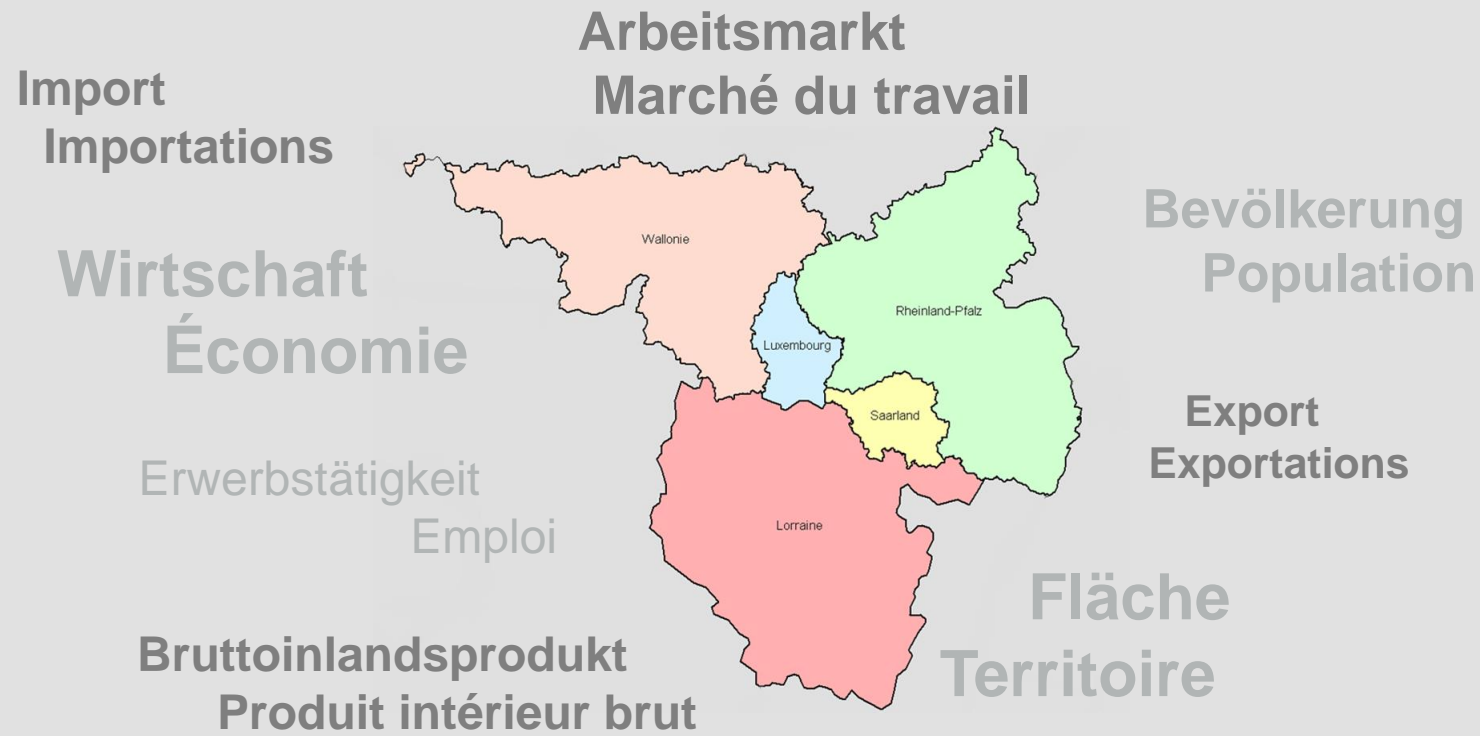 Arbeitsmarkt
Marché du travail
Import
Importations
Bevölkerung
Population
Wallonie
Wirtschaft
Économie
Rheinland-Pfalz
Luxembourg
Saarland
Export
Exportations
Erwerbstätigkeit
Emploi
Lorraine
Fläche
Territoire
Bruttoinlandsprodukt
Produit intérieur brut